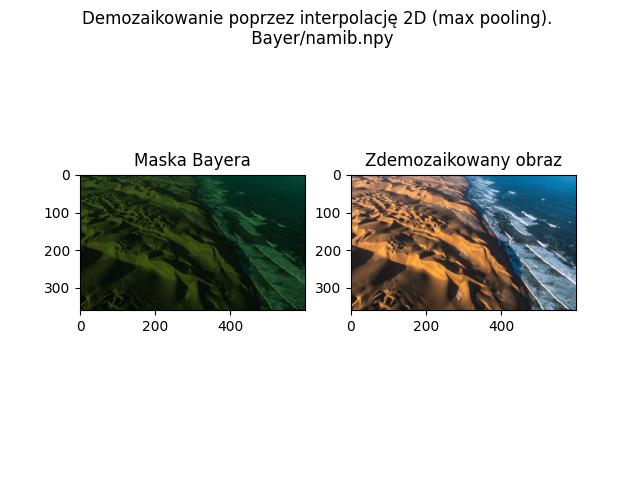 Demozaikowanie poprzez interpolację 2D (max pooling).
Bayer/namib.npy
Maska Bayera
Zdemozaikowany obraz
0
100
200
300
0 200 400
0
100
200
300
0 200 400